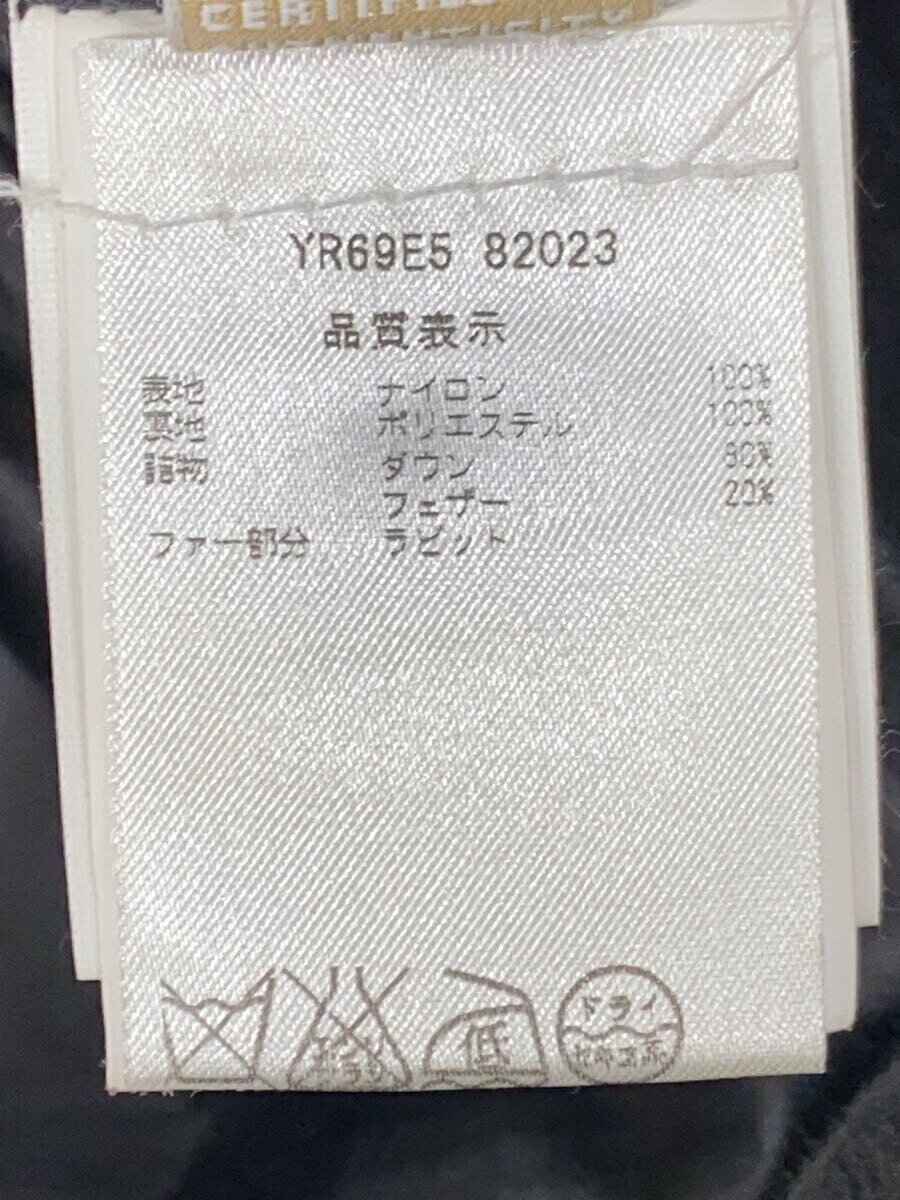 CERTIFIED
YR69E5 82023
品質表示
表地 ナイロン 100%
裏地 ポリエステル 100%
詰物 ダウン 80%
フェザー 20%
ファー部分 ラビット
低
ドライ